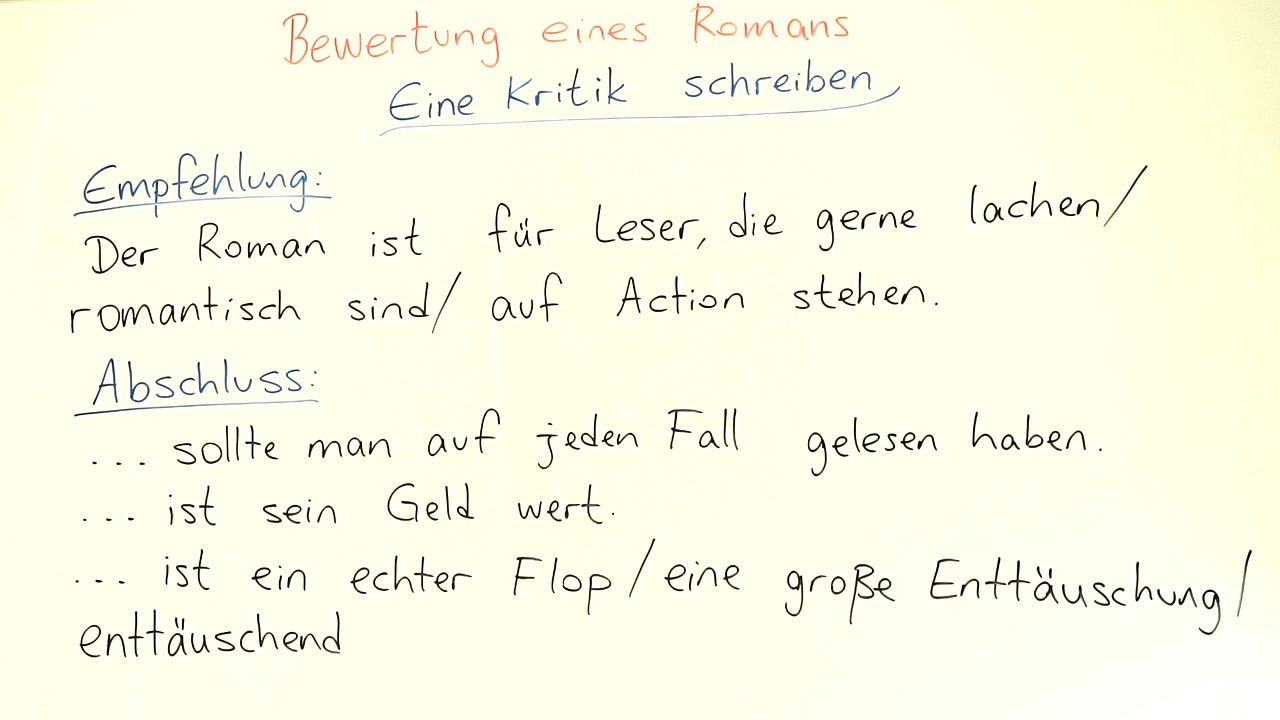 Bewertung eines Romans
Eine Kritik schreiben
Empfehlung:
Der Roman ist für Leser, die gerne lachen/
romantisch sind/ auf Action stehen.
Abschluss:
... sollte man auf jeden Fall gelesen haben.
... ist sein Geld wert.
... ist ein echter Flop/eine große Enttäuschung/
enttäuschend